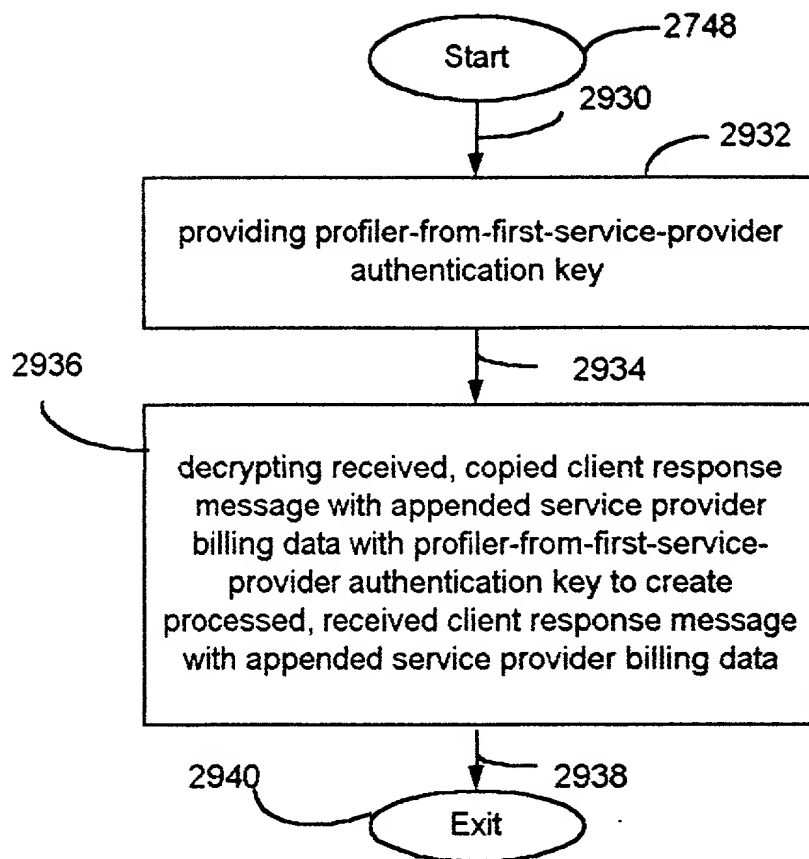 2748
Start
2930
2932
providing profiler-from-first-service-provider
authentication key
2934
2936
decrypting received, copied client response
message with appended service provider
billing data with profiler-from-first-service-
provider authentication key to create
processed, received client response message
with appended service provider billing data
2940
2938
Exit